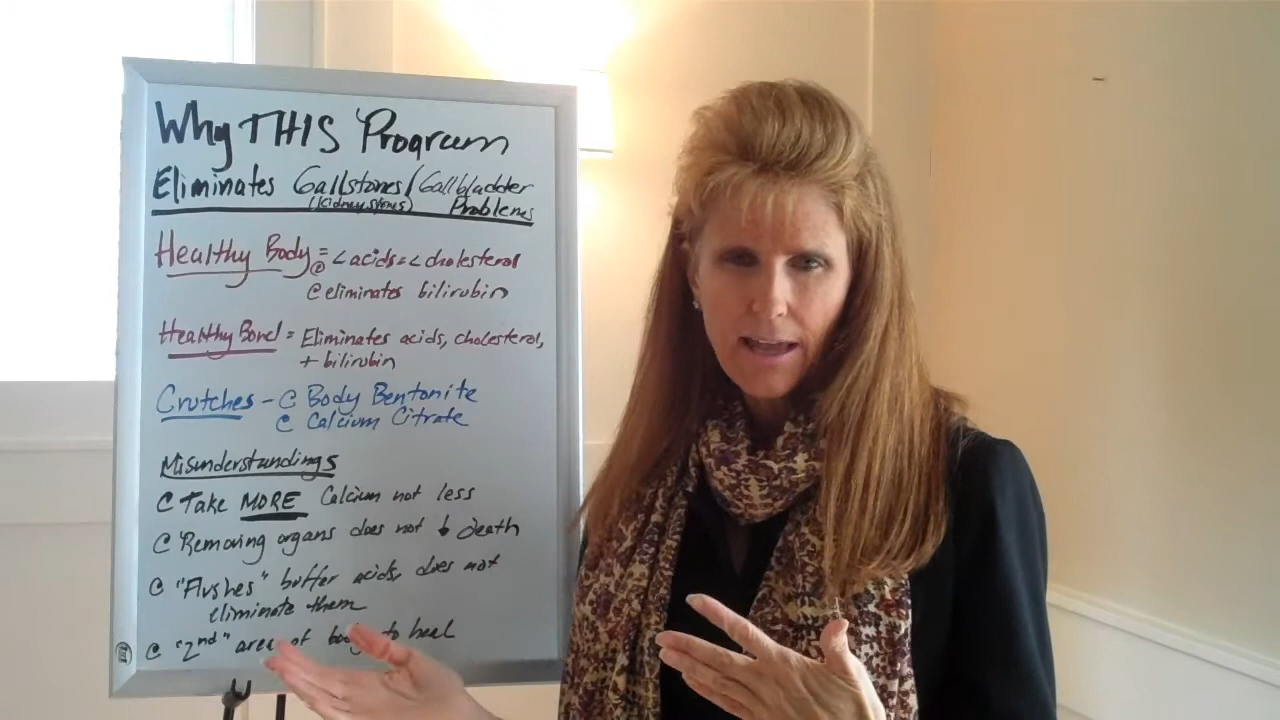 Why THIS Program
Eliminates Gallstones/Gallbladder
(kidney stones) Problems
Healthy Body = < acids = < cholesterol
@ eliminates bilirubin
Healthy Bowel = Eliminates acids, cholesterol,
+ bilirubin
Crutches - @ Body Bentonite
@ Calcium Citrate
Misunderstandings
@ Take MORE Calcium not less
@ Removing organs does not ↓ death
@ "Flushes" buffer acids, does not
eliminate them
@ "2nd" area of body to heal